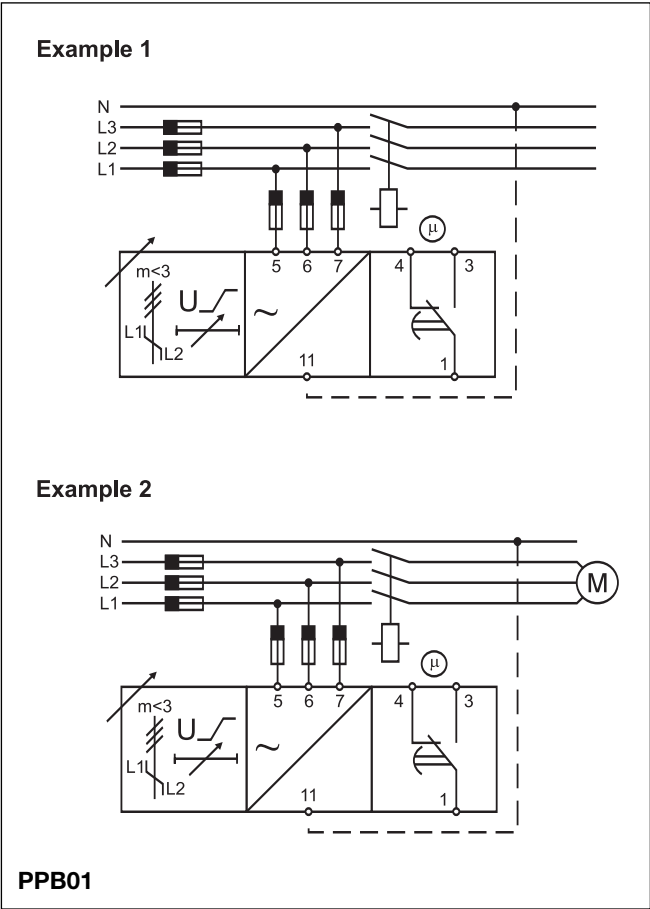 Example 1
N
L3
L2
L1
μ
5 6 7 4 3
m<3
U
L1
L2
~
11 1
Example 2
N
L3
L2
L1
M
μ
5 6 7 4 3
m<3
U
L1
L2
~
11 1
PPB01